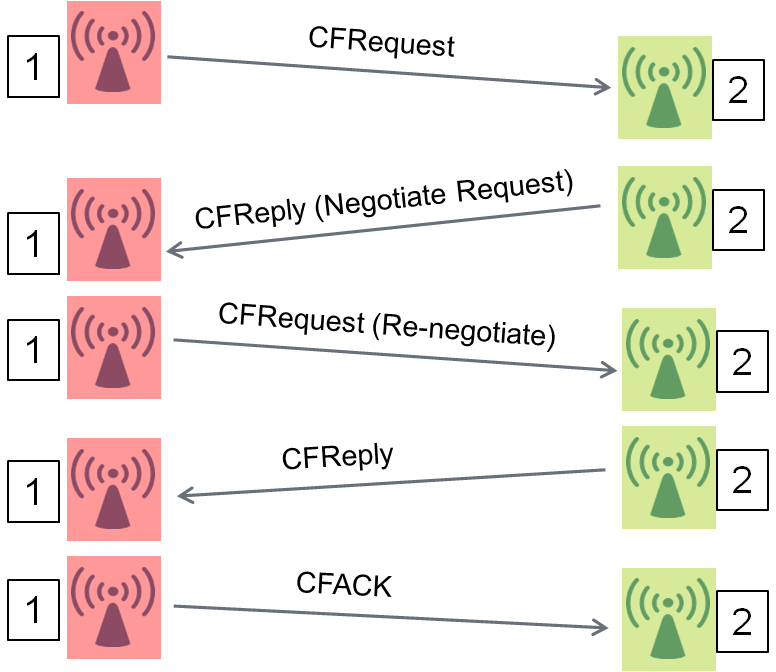 CFRequest
1
2
CFReply (Negotiate Request)
1
2
CFRequest (Re-negotiate)
1
2
CFReply
1
2
CFACK
1
2